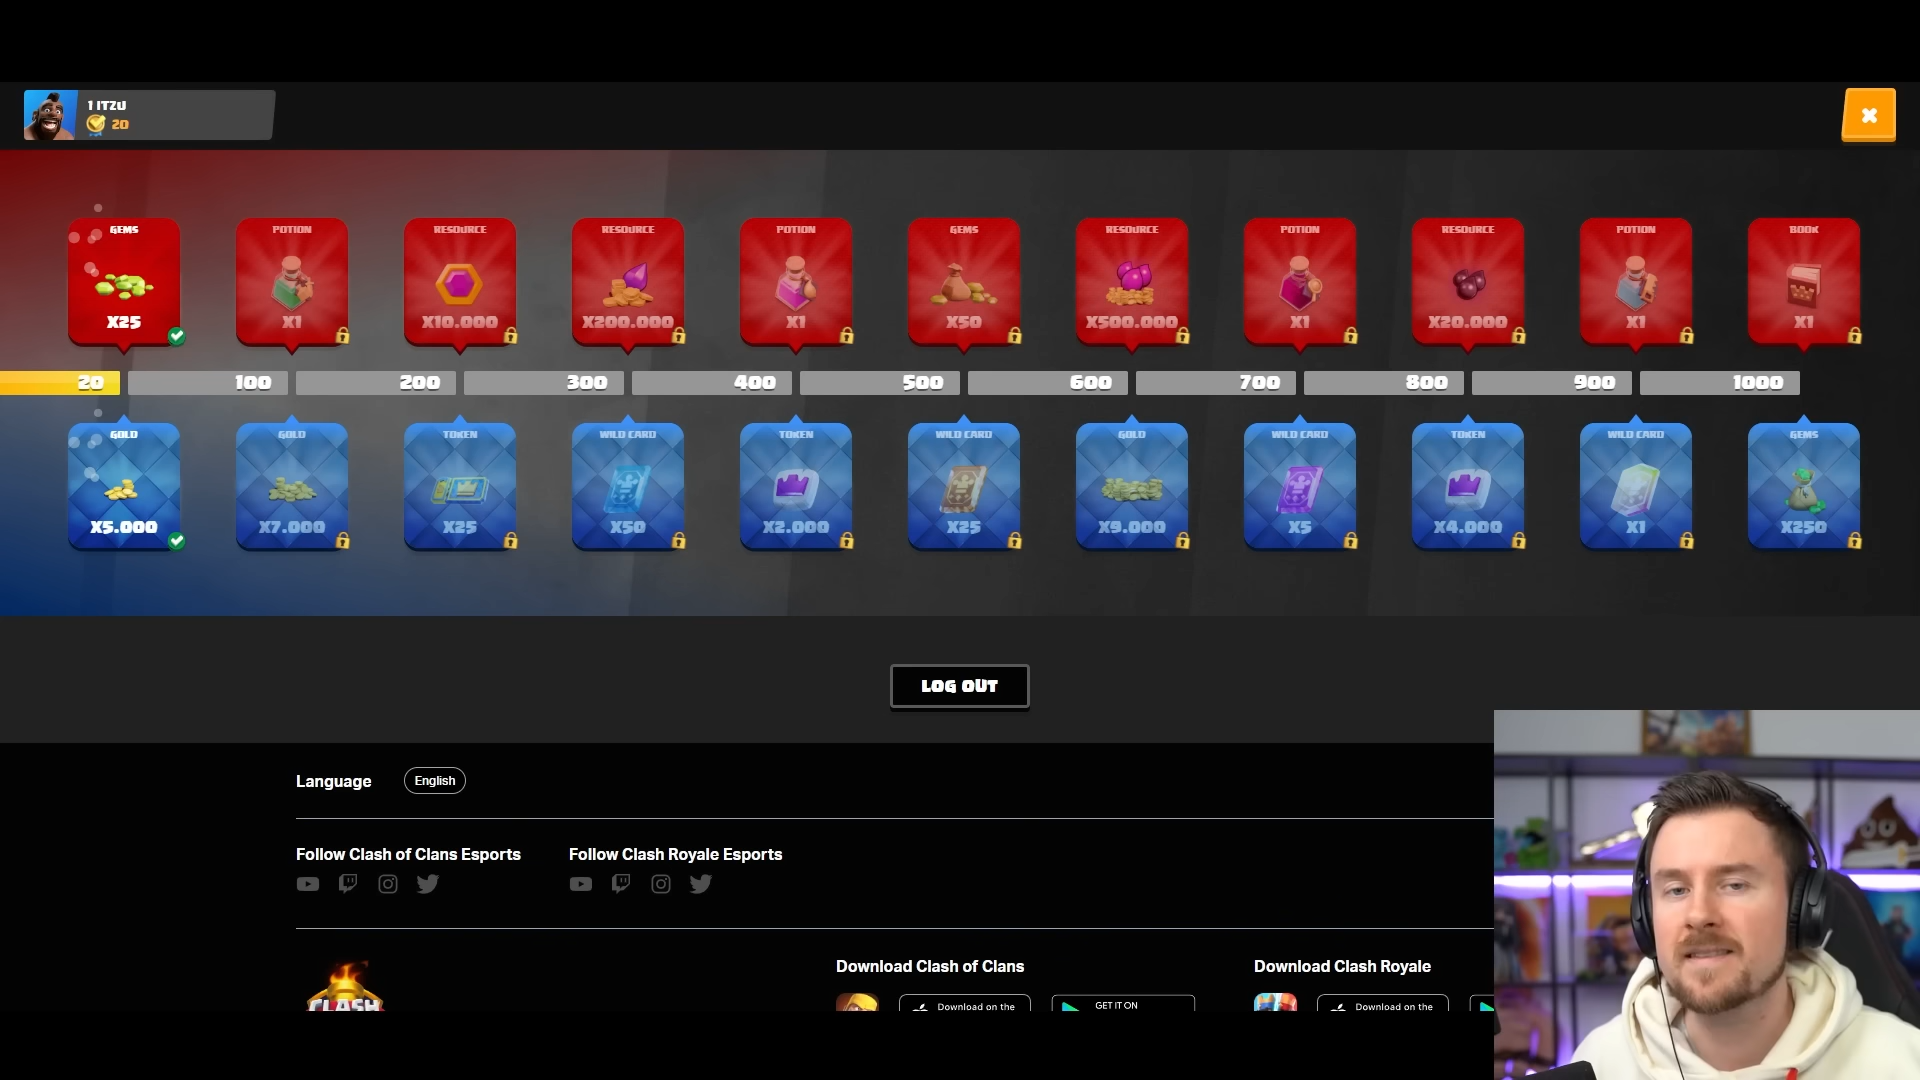 1 ITZU
20
GEMS POTION RESOURCE RESOURCE POTION GEMS RESOURCE POTION RESOURCE POTION BOOK
X25 X1 X10.000 X200.000 X1 X50 X500.000 X1 X20.000 X1 X1
20 100 200 300 400 500 600 700 800 900 1000
GOLD GOLD TOKEN WILD CARD TOKEN WILD CARD GOLD WILD CARD TOKEN WILD CARD GEMS
X5.000 X7.000 X25 X50 X2.000 X25 X9.000 X5 X4.000 X1 X250
LOG OUT
Language English
Follow Clash of Clans Esports Follow Clash Royale Esports
Download Clash of Clans Download Clash Royale
CLASH Download on the GET IT ON Download on the